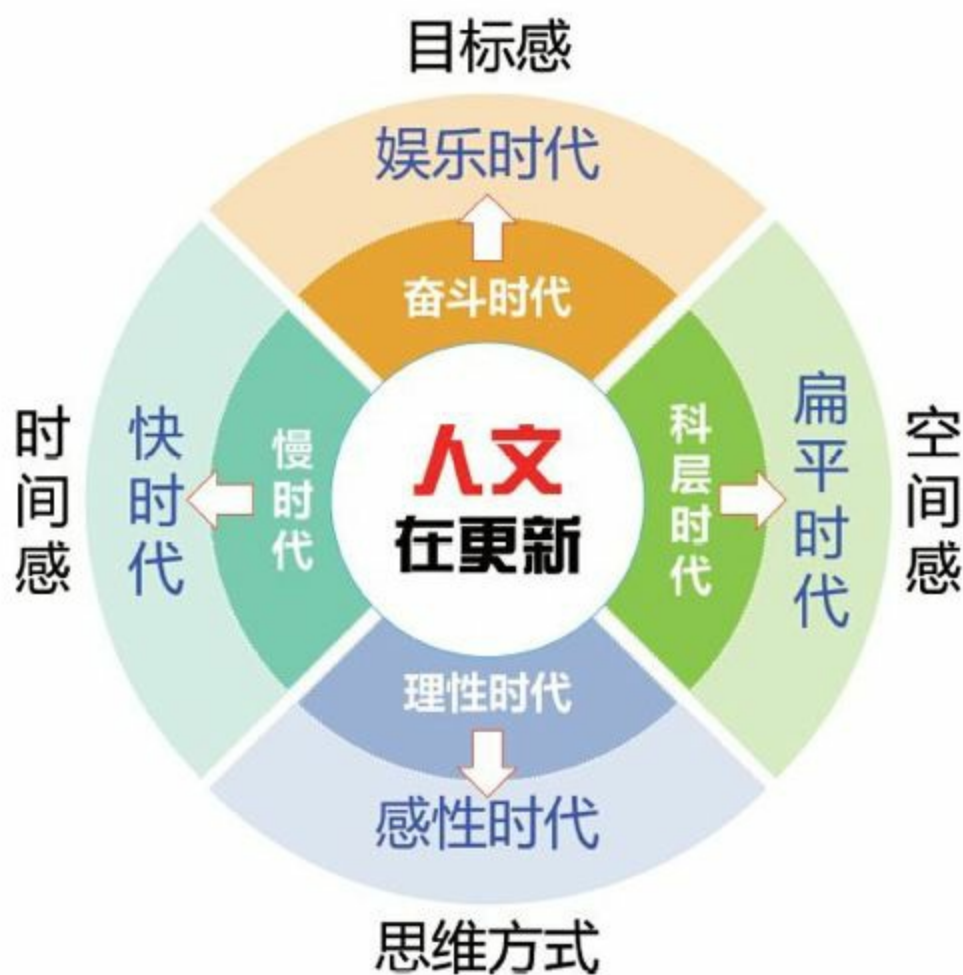 目标感
娱乐时代
奋斗时代
时间感
快时代
慢时代
人文
在更新
科层时代
扁平时代
空间感
理性时代
感性时代
思维方式